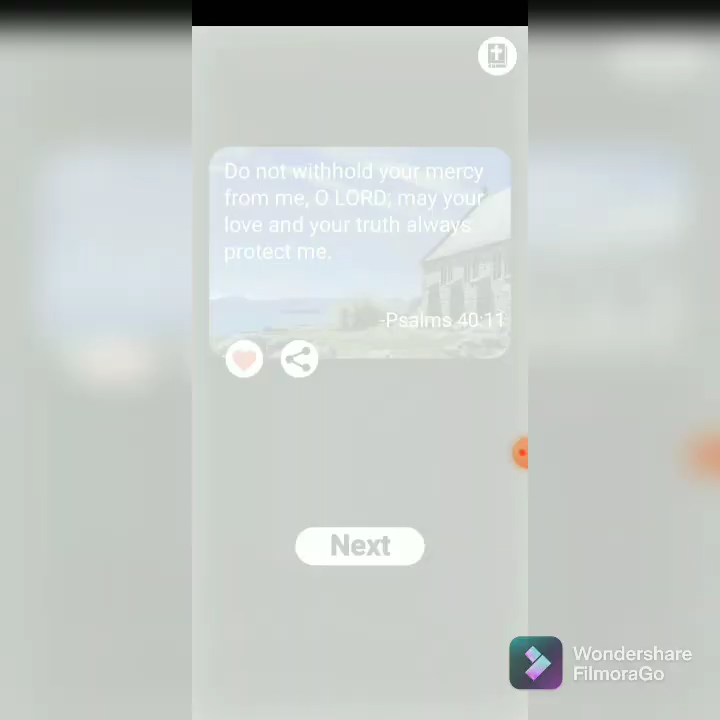 Do not withhold your mercy
from me, O LORD; may your
love and your truth always
protect me.
-Psalms 40:11
Next
Wondershare
FilmoraGo